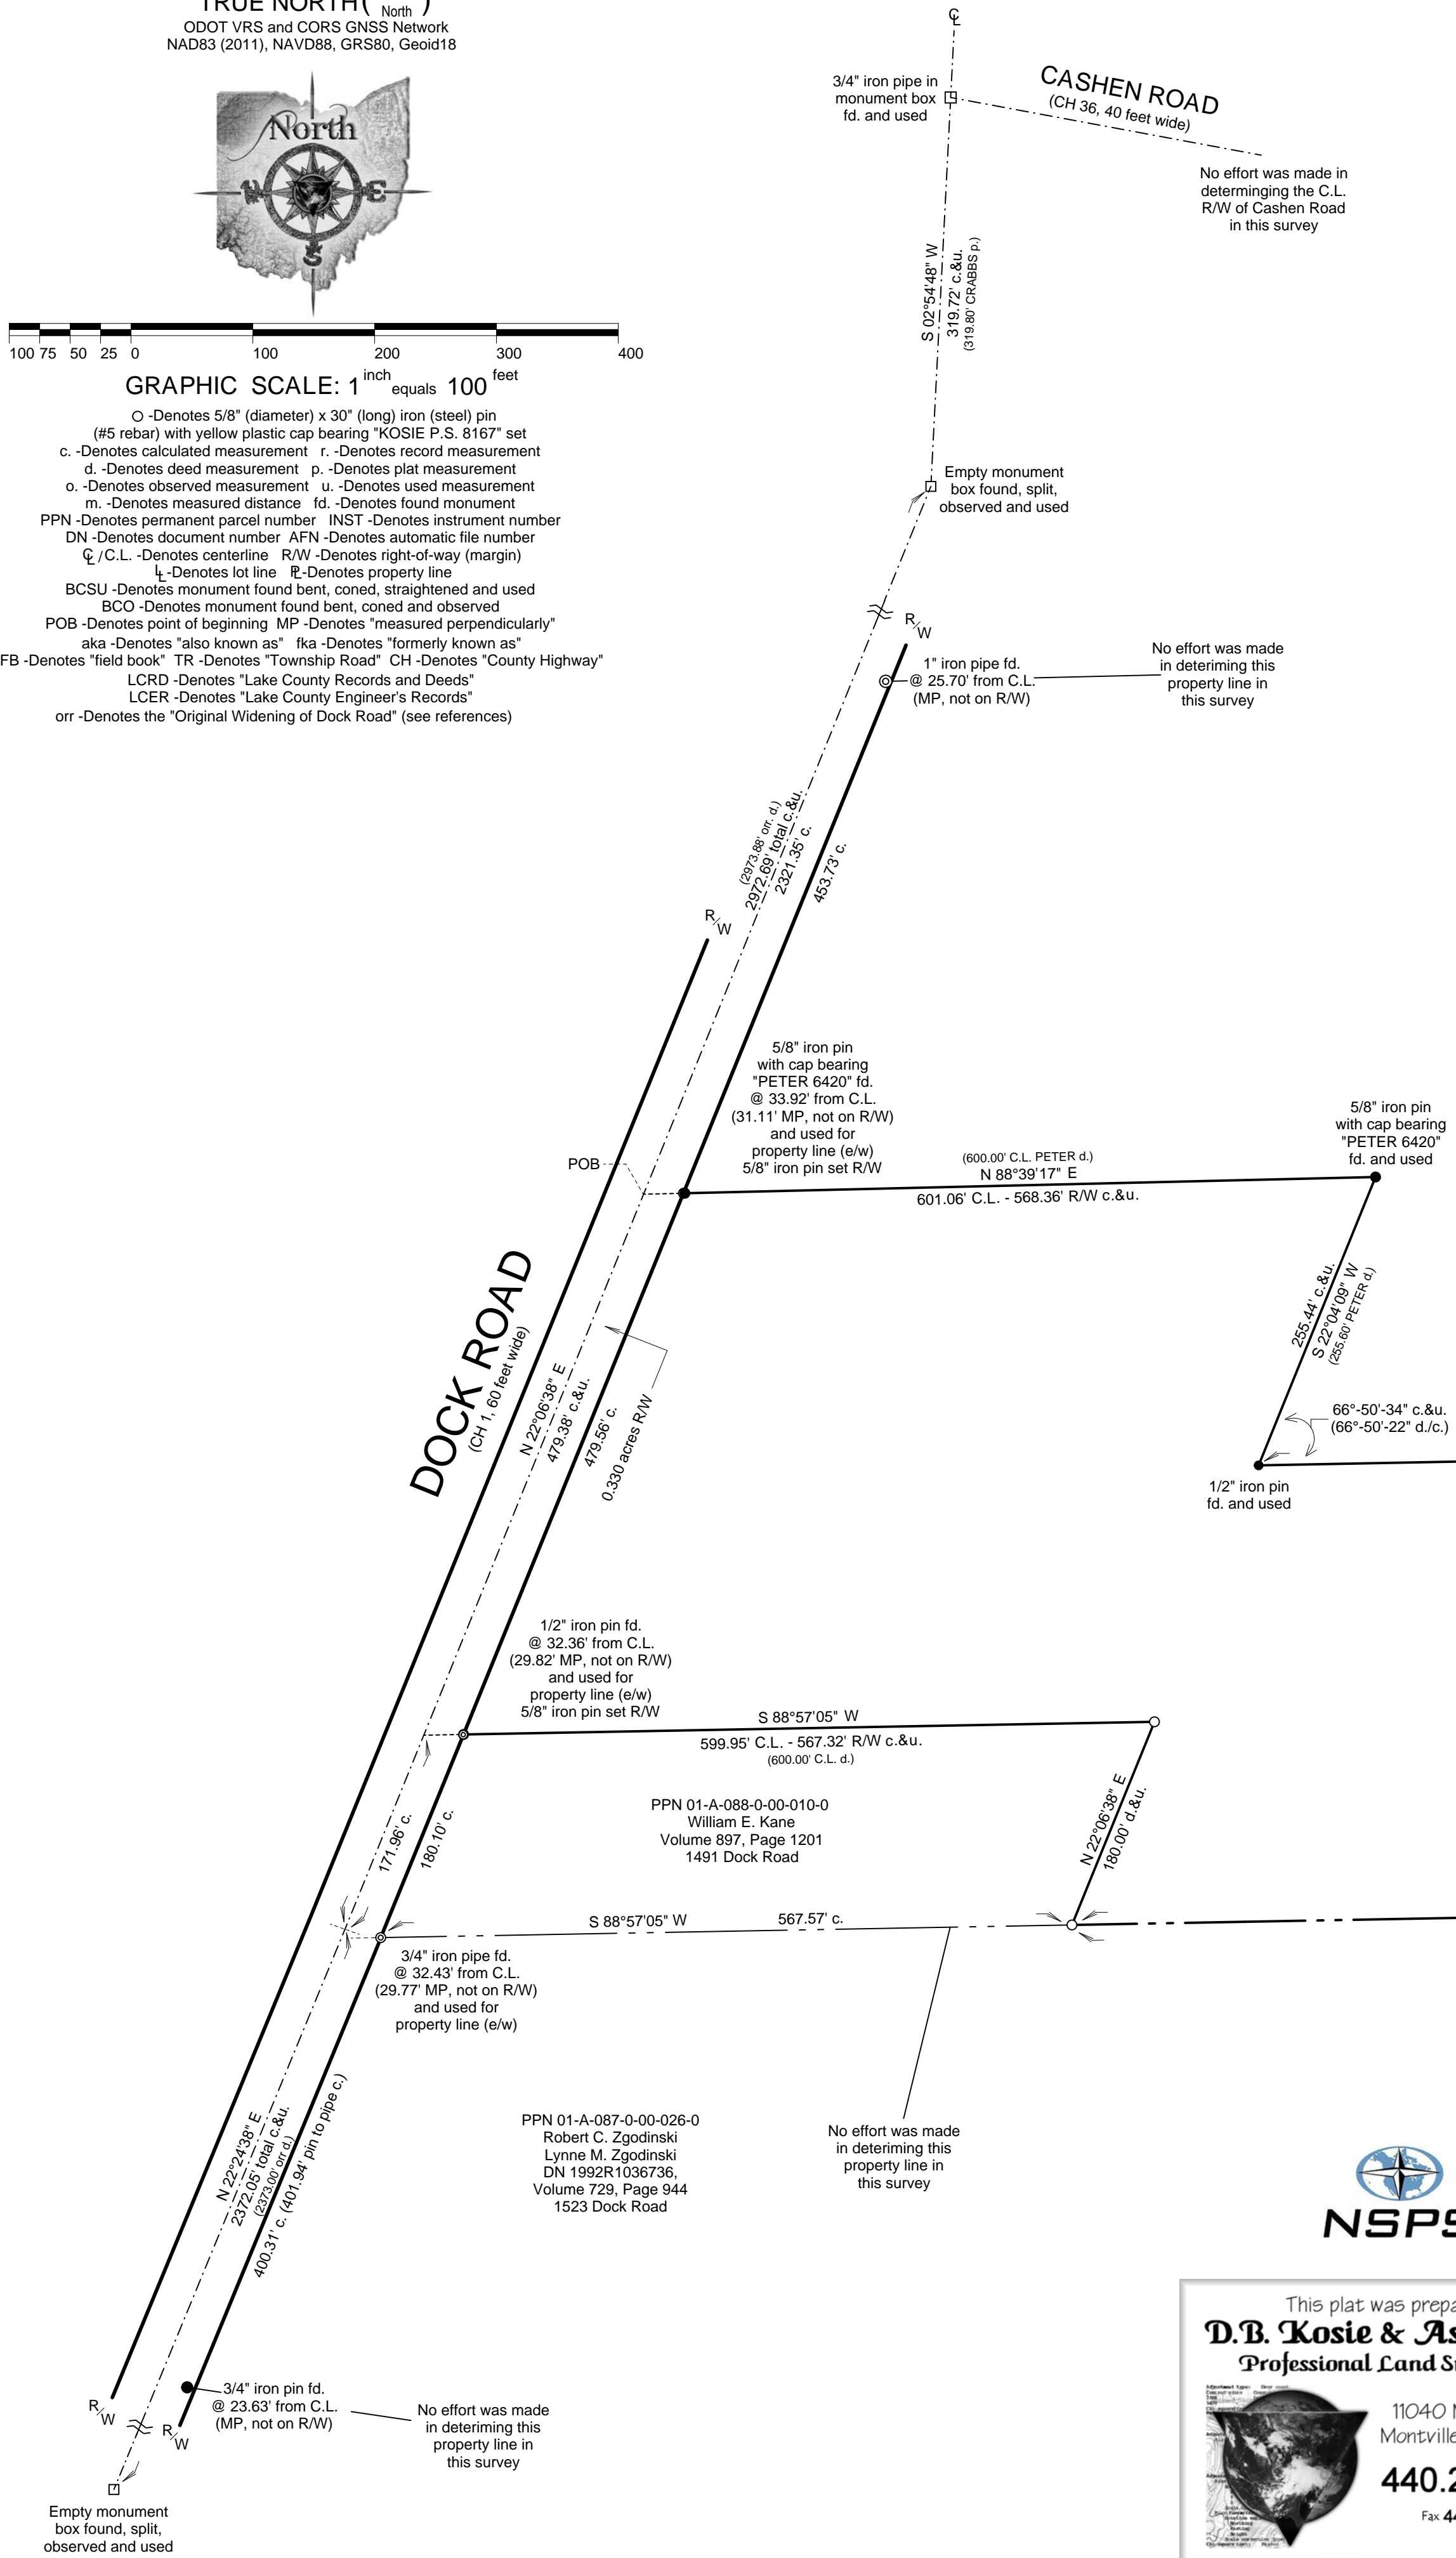 TRUE NORTH ( North )
ODOT VRS and CORS GNSS Network
NAD83 (2011), NAVD88, GRS80, Geoid18
North
E
S
100 75 50 25 0 100 200 300 400
GRAPHIC SCALE: 1 inch equals 100 feet
-Denotes 5/8" (diameter) x 30" (long) iron (steel) pin
(#5 rebar) with yellow plastic cap bearing "KOSIE P.S. 8167" set
c. -Denotes calculated measurement r. -Denotes record measurement
d. -Denotes deed measurement p. -Denotes plat measurement
o. -Denotes observed measurement u. -Denotes used measurement
m. -Denotes measured distance fd. -Denotes found monument
PPN -Denotes permanent parcel number INST -Denotes instrument number
DN -Denotes document number AFN -Denotes automatic file number
℄ / C.L. -Denotes centerline R/W -Denotes right-of-way (margin)
LL -Denotes lot line PL -Denotes property line
BCSU -Denotes monument found bent, coned, straightened and used
BCO -Denotes monument found bent, coned and observed
POB -Denotes point of beginning MP -Denotes "measured perpendicularly"
aka -Denotes "also known as" fka -Denotes "formerly known as"
FB -Denotes "field book" TR -Denotes "Township Road" CH -Denotes "County Highway"
LCRD -Denotes "Lake County Records and Deeds"
LCER -Denotes "Lake County Engineer's Records"
orr -Denotes the "Original Widening of Dock Road" (see references)
℄
3/4" iron pipe in
monument box
fd. and used
CASHEN ROAD
(CH 36, 40 feet wide)
No effort was made in
determinging the C.L.
R/W of Cashen Road
in this survey
S 02°54'48" W
319.72' c.&u.
(319.80' CRABBS p.)
Empty monument
box found, split,
observed and used
R/W
1" iron pipe fd.
@ 25.70' from C.L.
(MP, not on R/W)
No effort was made
in deteriming this
property line in
this survey
(2973.88' orr. d.)
2972.69' total c.&u.
2321.35' c.
453.73' c.
R/W
5/8" iron pin
with cap bearing
"PETER 6420" fd.
@ 33.92' from C.L.
(31.11' MP, not on R/W)
and used for
property line (e/w)
5/8" iron pin set R/W
POB
(600.00' C.L. PETER d.)
N 88°39'17" E
601.06' C.L. - 568.36' R/W c.&u.
5/8" iron pin
with cap bearing
"PETER 6420"
fd. and used
255.44' c.&u.
S 22°04'09" W
(255.60' PETER d.)
66°-50'-34" c.&u.
(66°-50'-22" d./c.)
1/2" iron pin
fd. and used
DOCK ROAD
(CH 1, 60 feet wide)
N 22°06'38" E
479.38' c.&u.
479.56' c.
0.330 acres R/W
1/2" iron pin fd.
@ 32.36' from C.L.
(29.82' MP, not on R/W)
and used for
property line (e/w)
5/8" iron pin set R/W
S 88°57'05" W
599.95' C.L. - 567.32' R/W c.&u.
(600.00' C.L. d.)
PPN 01-A-088-0-00-010-0
William E. Kane
Volume 897, Page 1201
1491 Dock Road
N 22°06'38" E
180.00' d.&u.
171.96' c.
180.10' c.
S 88°57'05" W 567.57' c.
3/4" iron pipe fd.
@ 32.43' from C.L.
(29.77' MP, not on R/W)
and used for
property line (e/w)
N 22°24'38" E
2372.05' total c.&u.
(2373.00' orr d.)
400.31' c. (401.94' pin to pipe c.)
PPN 01-A-087-0-00-026-0
Robert C. Zgodinski
Lynne M. Zgodinski
DN 1992R1036736,
Volume 729, Page 944
1523 Dock Road
No effort was made
in deteriming this
property line in
this survey
R/W
R/W
3/4" iron pin fd.
@ 23.63' from C.L.
(MP, not on R/W)
No effort was made
in deteriming this
property line in
this survey
Empty monument
box found, split,
observed and used
NSPS
This plat was prepa
D.B. Kosie & As
Professional Land Su
11040 M
Montville
440.2
Fax 44